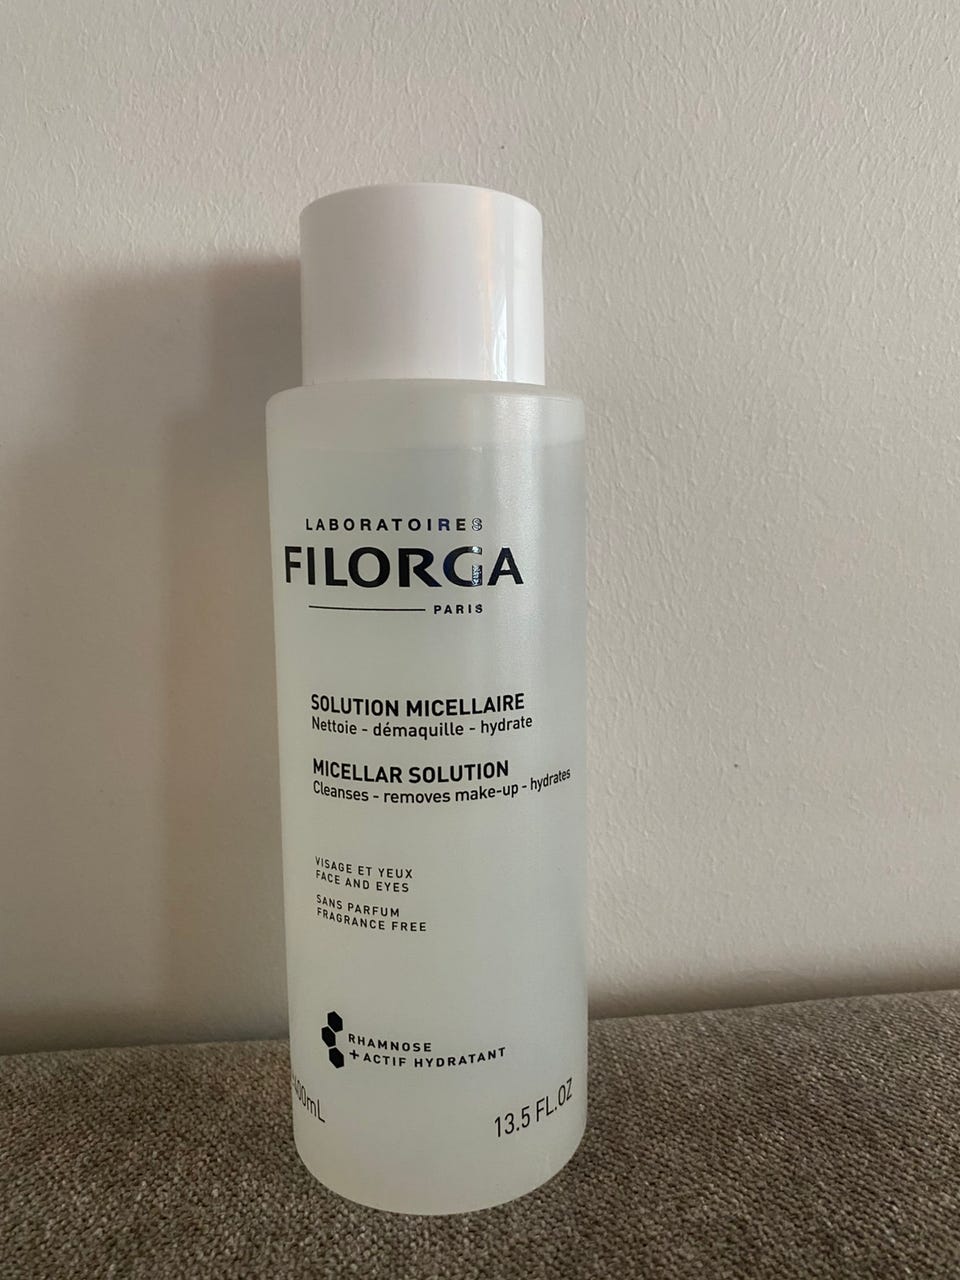 LABORATOIRES
FILORGA
PARIS
SOLUTION MICELLAIRE
Nettoie - démaquille - hydrate
MICELLAR SOLUTION
Cleanses - removes make-up - hydrates
VISAGE ET YEUX
FACE AND EYES
SANS PARFUM
FRAGRANCE FREE
RHAMNOSE
+ ACTIF HYDRATANT
400mL
13.5 FL.OZ